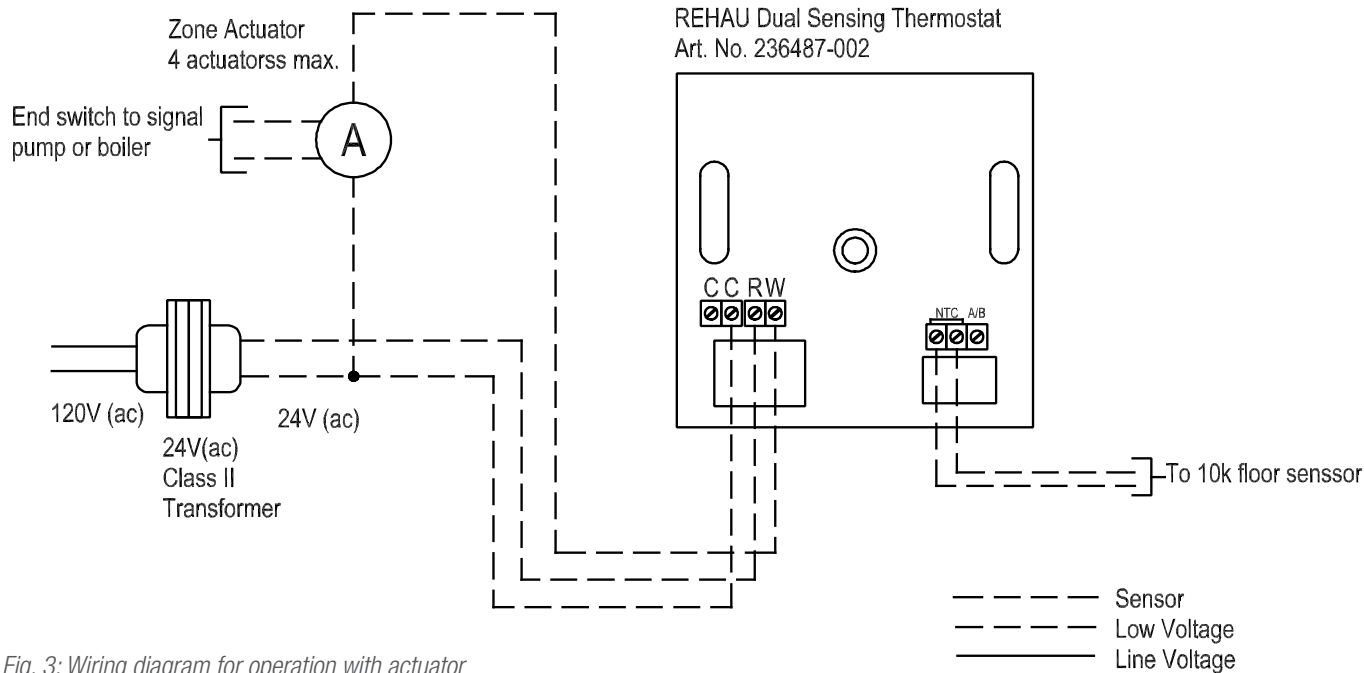 Zone Actuator
4 actuatorss max.
REHAU Dual Sensing Thermostat
Art. No. 236487-002
End switch to signal
pump or boiler
A
C C R W
NTC A/B
120V (ac)
24V (ac)
24V(ac)
Class II
Transformer
To 10k floor senssor
Sensor
Low Voltage
Line Voltage
Fig. 3: Wiring diagram for operation with actuator